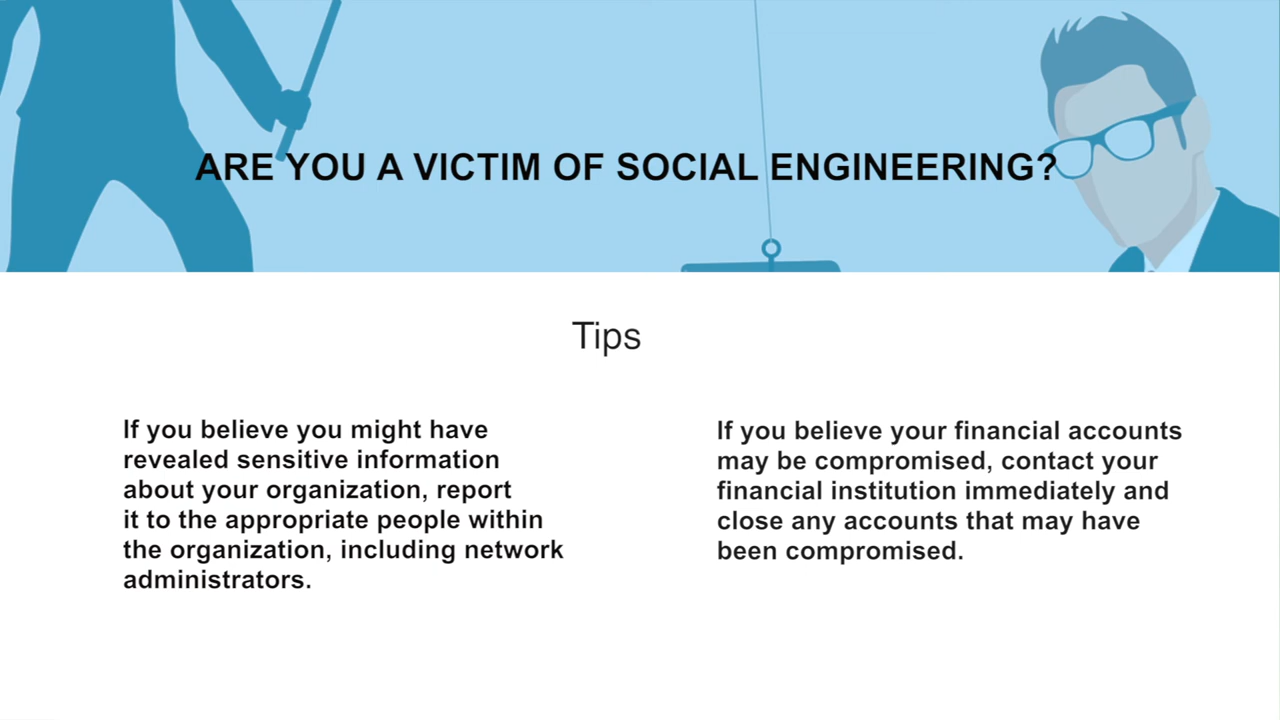 ARE YOU A VICTIM OF SOCIAL ENGINEERING?
Tips
If you believe you might have
revealed sensitive information
about your organization, report
it to the appropriate people within
the organization, including network
administrators.
If you believe your financial accounts
may be compromised, contact your
financial institution immediately and
close any accounts that may have
been compromised.